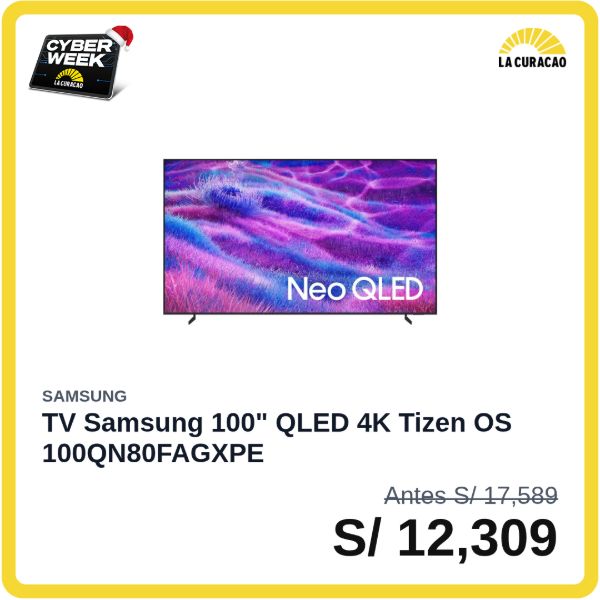 CYBER
WEEK
LA CURACAO
LA CURACAO
Neo QLED
SAMSUNG
TV Samsung 100" QLED 4K Tizen OS
100QN80FAGXPE
Antes S/ 17,589
S/ 12,309